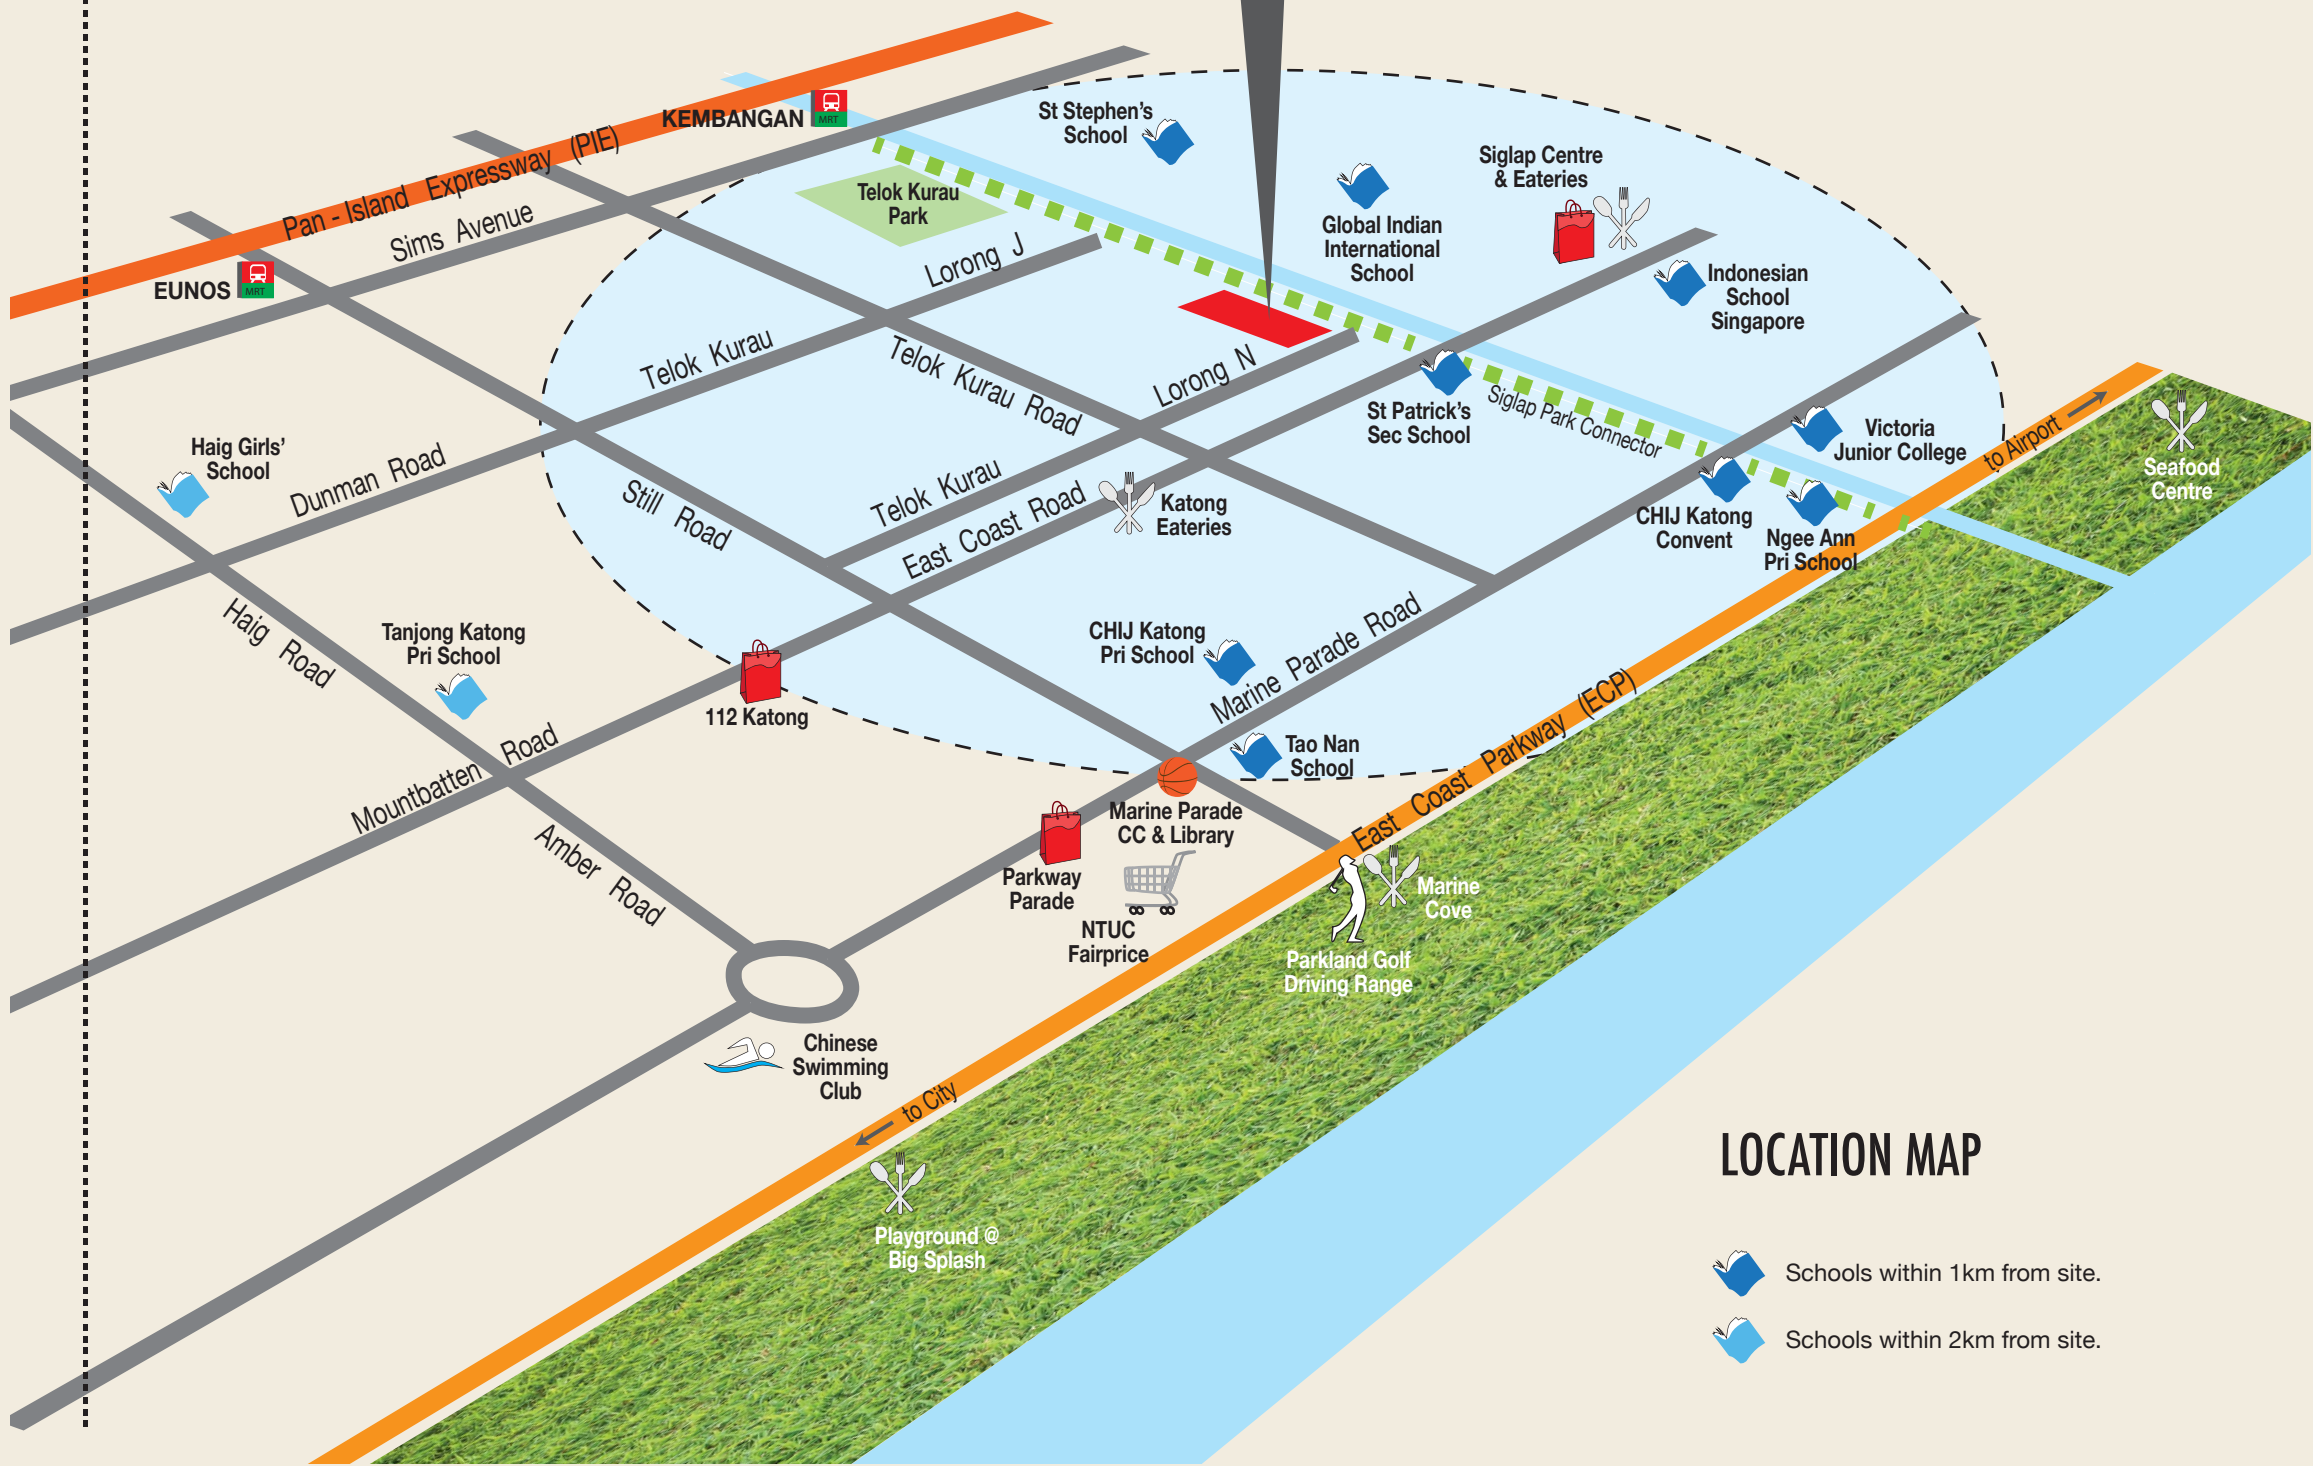 KEMBANGAN
MRT
St Stephen's
School
Siglap Centre
& Eateries
Pan - Island Expressway (PIE)
Sims Avenue
Telok Kurau
Park
Global Indian
International
School
EUNOS
MRT
Lorong J
Indonesian
School
Singapore
Telok Kurau
Telok Kurau Road
Lorong N
St Patrick's
Sec School
Siglap Park Connector
Victoria
Junior College
to Airport
Seafood
Centre
Haig Girls'
School
Dunman Road
Still Road
Telok Kurau
East Coast Road
Katong
Eateries
CHIJ Katong
Convent
Ngee Ann
Pri School
Haig Road
Tanjong Katong
Pri School
CHIJ Katong
Pri School
Marine Parade Road
112 Katong
Tao Nan
School
East Coast Parkway (ECP)
Mountbatten Road
Amber Road
Marine Parade
CC & Library
Parkway
Parade
NTUC
Fairprice
Marine
Cove
Parkland Golf
Driving Range
Chinese
Swimming
Club
to City
Playground @
Big Splash
LOCATION MAP
Schools within 1km from site.
Schools within 2km from site.